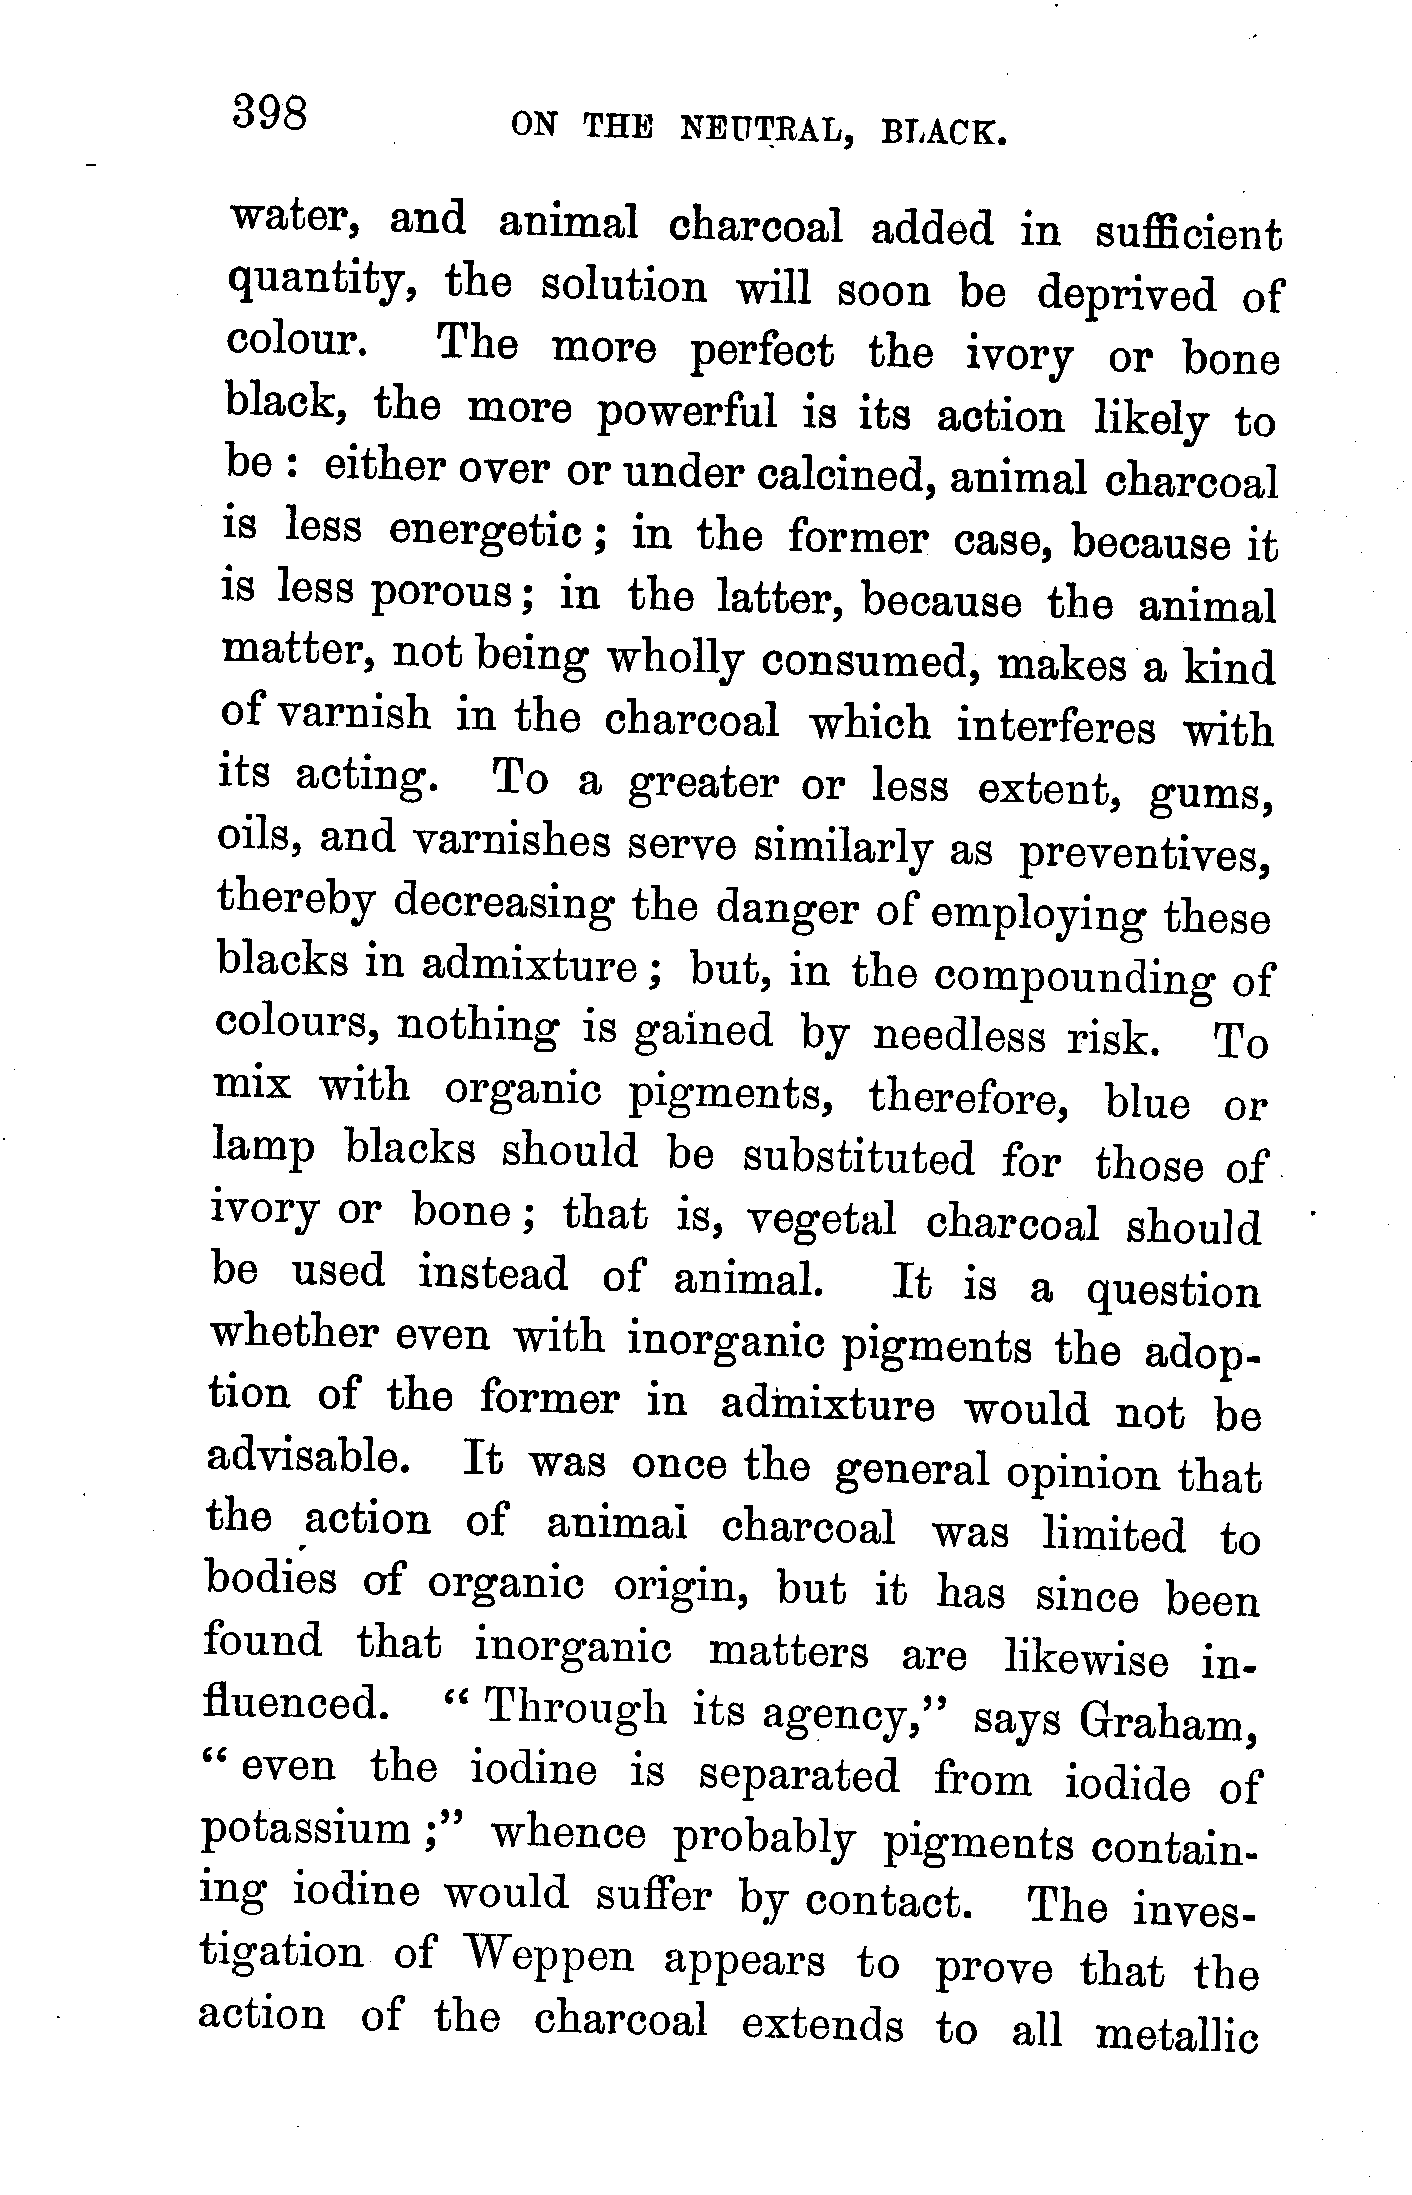 398 ON THE NEUTRAL, BLACK.
water, and animal charcoal added in sufficient
quantity, the solution will soon be deprived of
colour. The more perfect the ivory or bone
black, the more powerful is its action likely to
be : either over or under calcined, animal charcoal
is less energetic ; in the former case, because it
is less porous ; in the latter, because the animal
matter, not being wholly consumed, makes a kind
of varnish in the charcoal which interferes with
its acting. To a greater or less extent, gums,
oils, and varnishes serve similarly as preventives,
thereby decreasing the danger of employing these
blacks in admixture ; but, in the compounding of
colours, nothing is gained by needless risk. To
mix with organic pigments, therefore, blue or
lamp blacks should be substituted for those of
ivory or bone ; that is, vegetal charcoal should
be used instead of animal. It is a question
whether even with inorganic pigments the adop-
tion of the former in admixture would not be
advisable. It was once the general opinion that
the action of animal charcoal was limited to
bodies of organic origin, but it has since been
found that inorganic matters are likewise in-
fluenced. “ Through its agency,” says Graham,
“ even the iodine is separated from iodide of
potassium ;” whence probably pigments contain-
ing iodine would suffer by contact. The inves-
tigation of Weppen appears to prove that the
action of the charcoal extends to all metallic